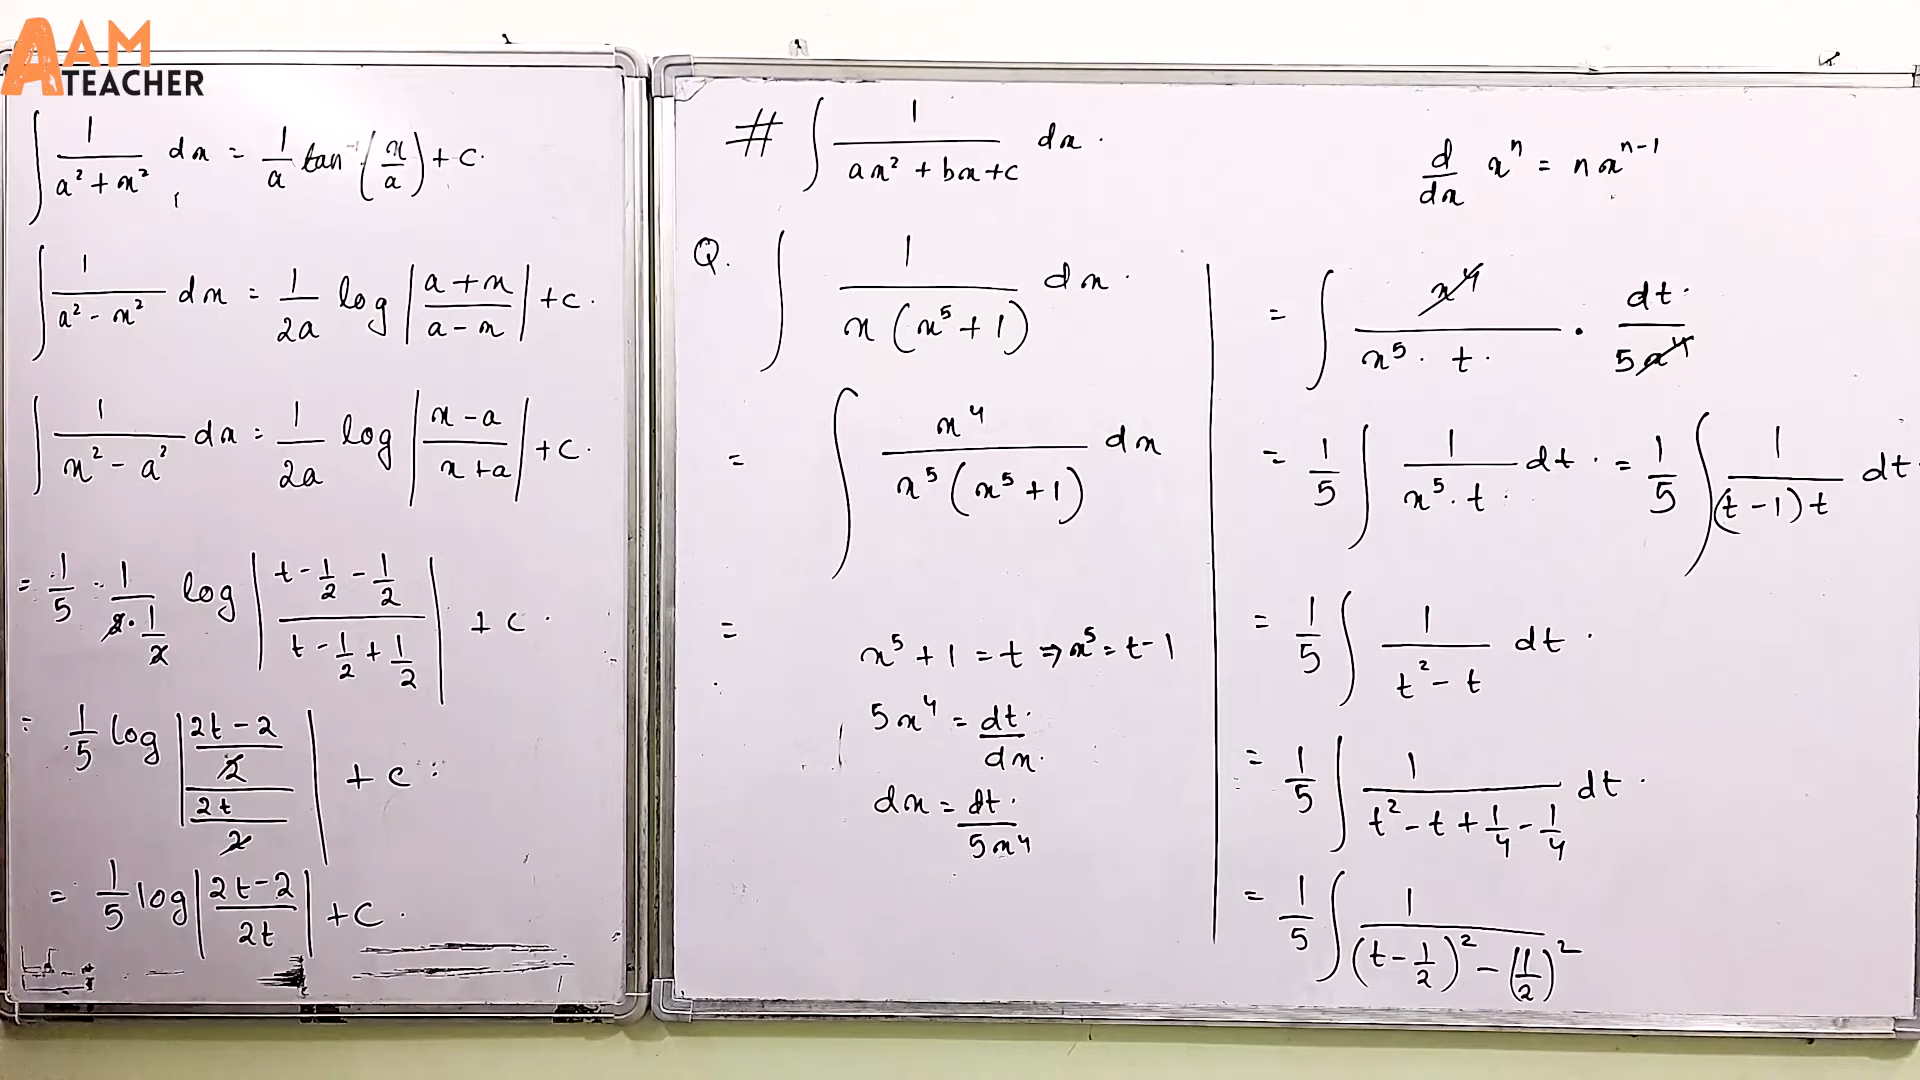 AAM
TEACHER
∫ 1/(a² + x²) dx = 1/a tan⁻¹(x/a) + c.
∫ 1/(a² - x²) dx = 1/2a log |(a + x)/(a - x)| + c.
∫ 1/(x² - a²) dx = 1/2a log |(x - a)/(x + a)| + c.
= 1/5 · 1/(2·1/2) log |(t - 1/2 - 1/2)/(t - 1/2 + 1/2)| + c.
= 1/5 log |((2t - 2)/2)/(2t/2)| + c
= 1/5 log |(2t - 2)/2t| + c.
# ∫ 1/(ax² + bx + c) dx.
Q. ∫ 1/(x(x⁵ + 1)) dx.
= ∫ x⁴/(x⁵(x⁵ + 1)) dx
=
x⁵ + 1 = t ⇒ x⁵ = t - 1
5x⁴ = dt/dx.
dx = dt/5x⁴
d/dx xⁿ = n xⁿ⁻¹
= ∫ x⁴/(x⁵ · t) · dt/5x⁴
= 1/5 ∫ 1/(x⁵ · t) dt = 1/5 ∫ 1/((t - 1)t) dt
= 1/5 ∫ 1/(t² - t) dt.
= 1/5 ∫ 1/(t² - t + 1/4 - 1/4) dt.
= 1/5 ∫ 1/((t - 1/2)² - (1/2)²)